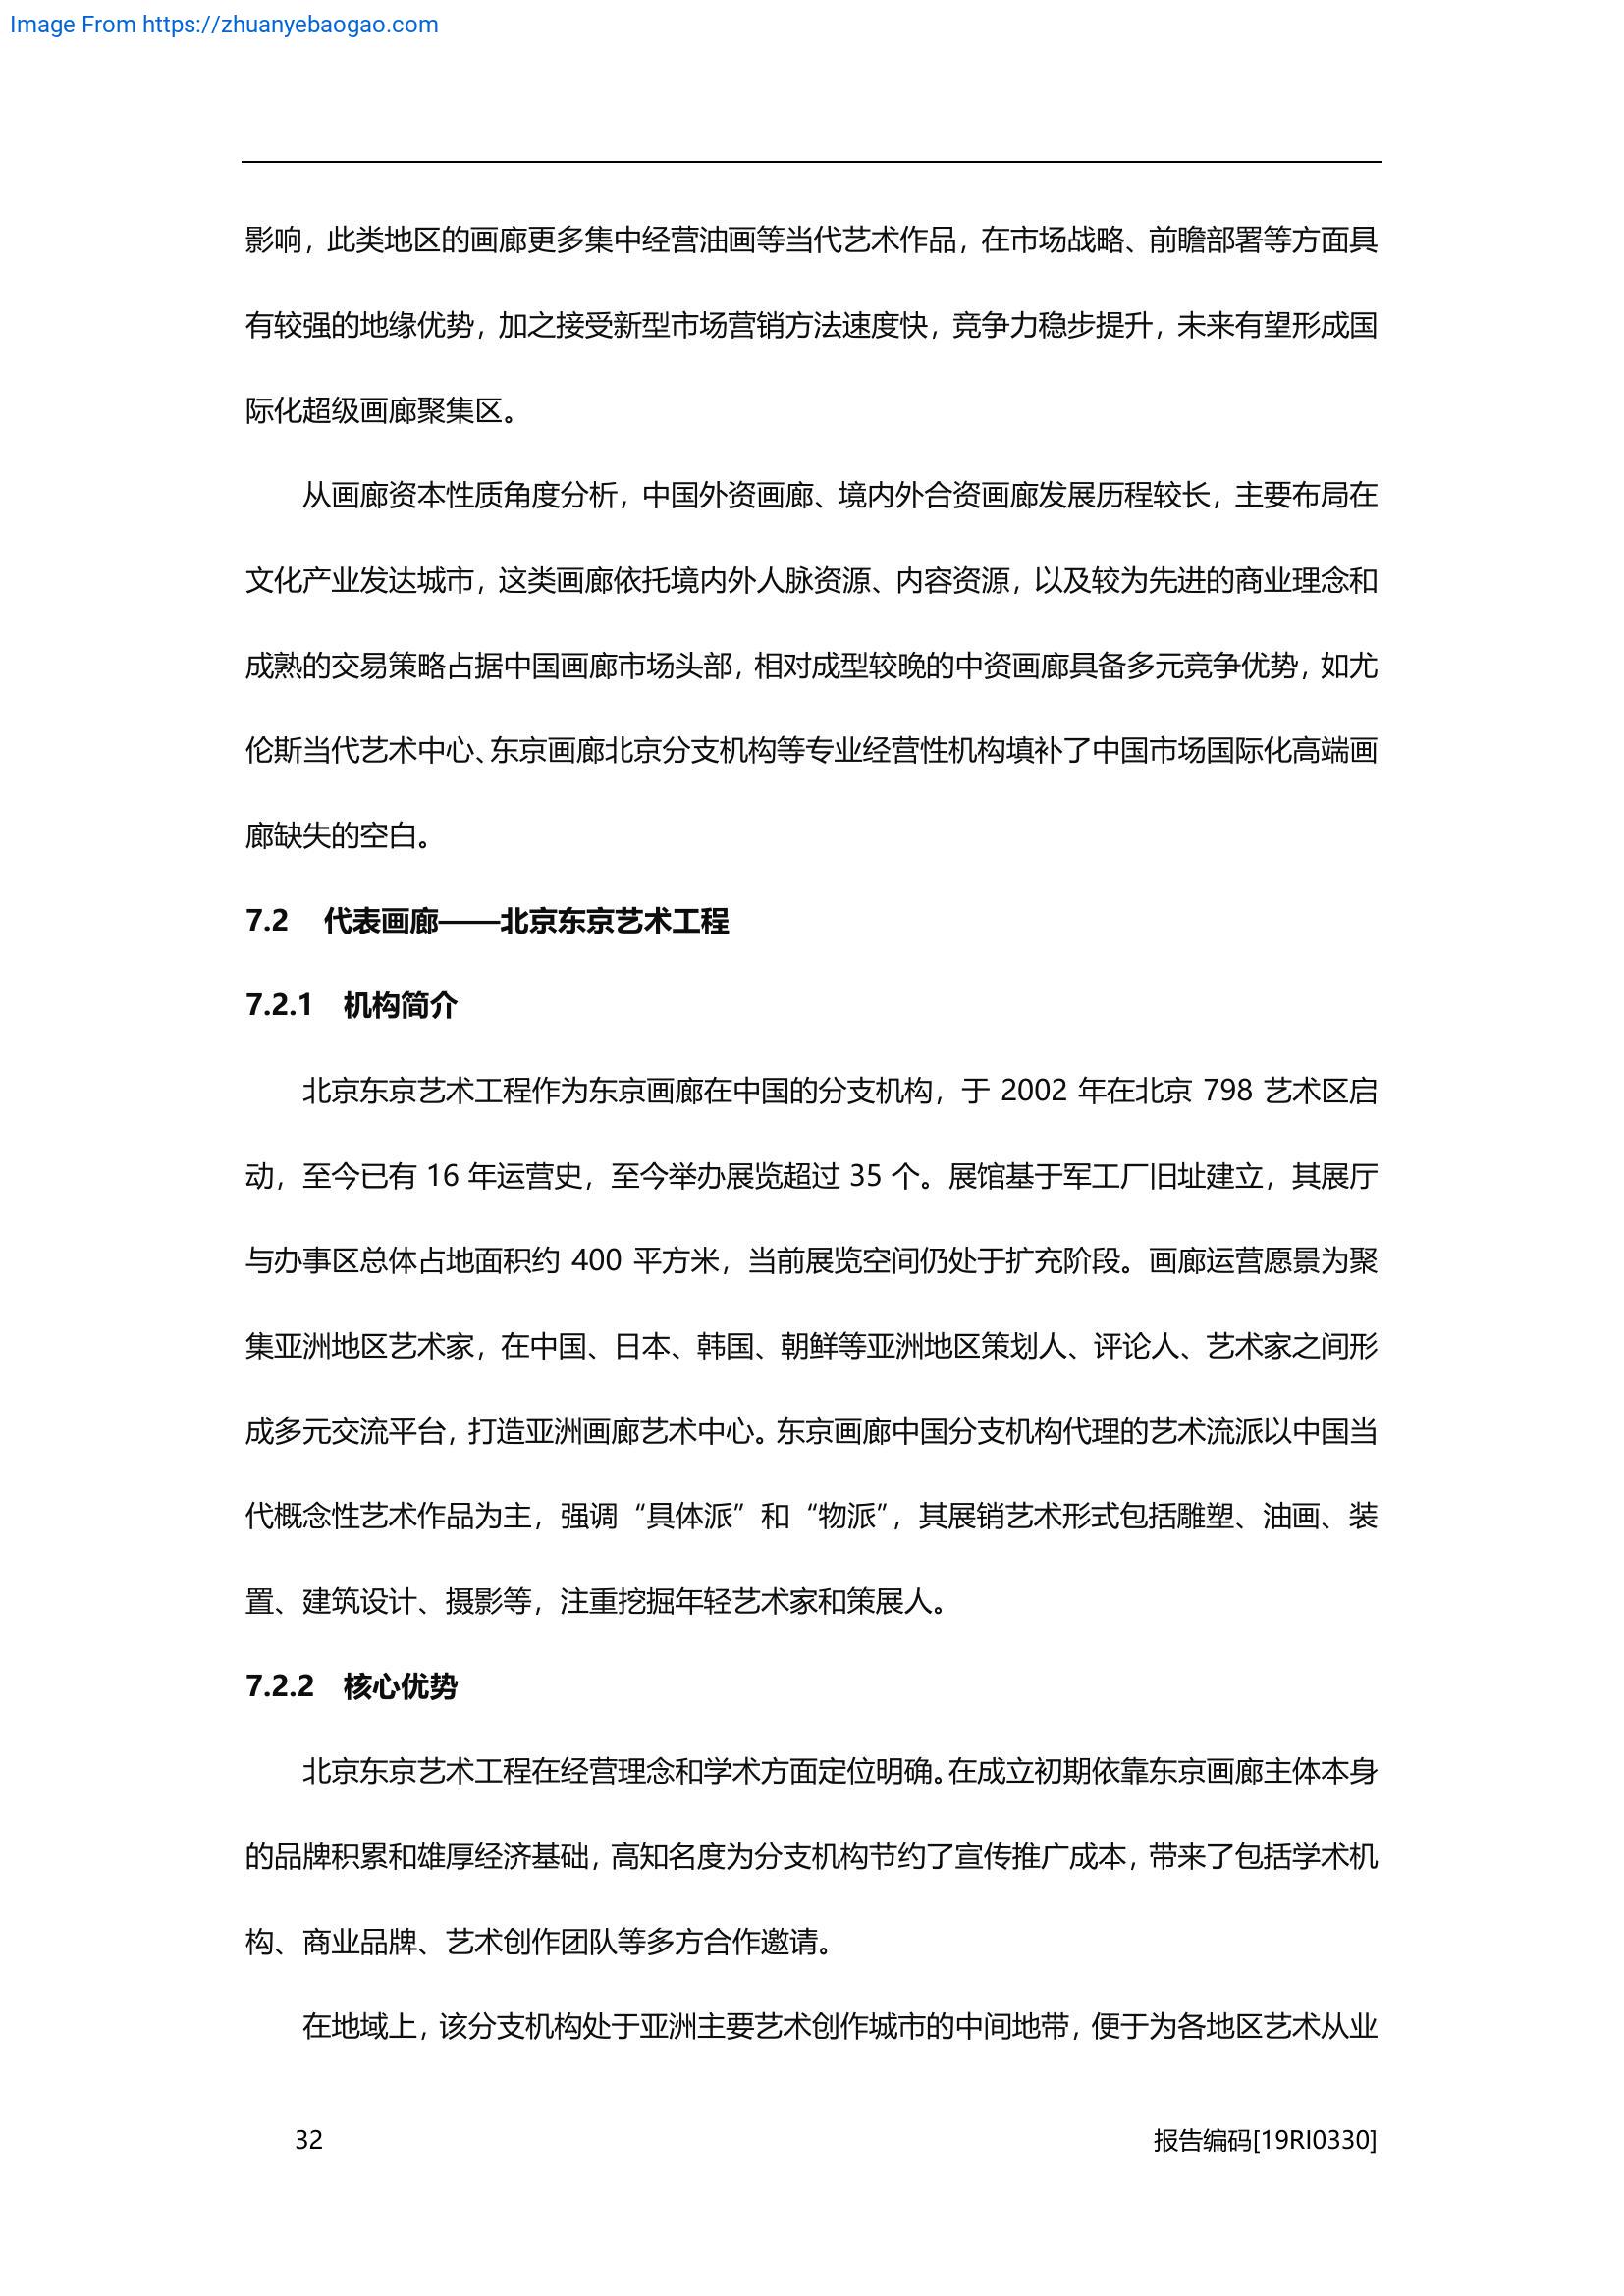 Image From https://zhuanyebaogao.com
影响，此类地区的画廊更多集中经营油画等当代艺术作品，在市场战略、前瞻部署等方面具
有较强的地缘优势，加之接受新型市场营销方法速度快，竞争力稳步提升，未来有望形成国
际化超级画廊聚集区。
从画廊资本性质角度分析，中国外资画廊、境内外合资画廊发展历程较长，主要布局在
文化产业发达城市，这类画廊依托境内外人脉资源、内容资源，以及较为先进的商业理念和
成熟的交易策略占据中国画廊市场头部，相对成型较晚的中资画廊具备多元竞争优势，如尤
伦斯当代艺术中心、东京画廊北京分支机构等专业经营性机构填补了中国市场国际化高端画
廊缺失的空白。
7.2 代表画廊——北京东京艺术工程
7.2.1 机构简介
北京东京艺术工程作为东京画廊在中国的分支机构，于 2002 年在北京 798 艺术区启
动，至今已有 16 年运营史，至今举办展览超过 35 个。展馆基于军工厂旧址建立，其展厅
与办事区总体占地面积约 400 平方米，当前展览空间仍处于扩充阶段。画廊运营愿景为聚
集亚洲地区艺术家，在中国、日本、韩国、朝鲜等亚洲地区策划人、评论人、艺术家之间形
成多元交流平台，打造亚洲画廊艺术中心。东京画廊中国分支机构代理的艺术流派以中国当
代概念性艺术作品为主，强调“具体派”和“物派”，其展销艺术形式包括雕塑、油画、装
置、建筑设计、摄影等，注重挖掘年轻艺术家和策展人。
7.2.2 核心优势
北京东京艺术工程在经营理念和学术方面定位明确。在成立初期依靠东京画廊主体本身
的品牌积累和雄厚经济基础，高知名度为分支机构节约了宣传推广成本，带来了包括学术机
构、商业品牌、艺术创作团队等多方合作邀请。
在地域上，该分支机构处于亚洲主要艺术创作城市的中间地带，便于为各地区艺术从业
32
报告编码[19RI0330]